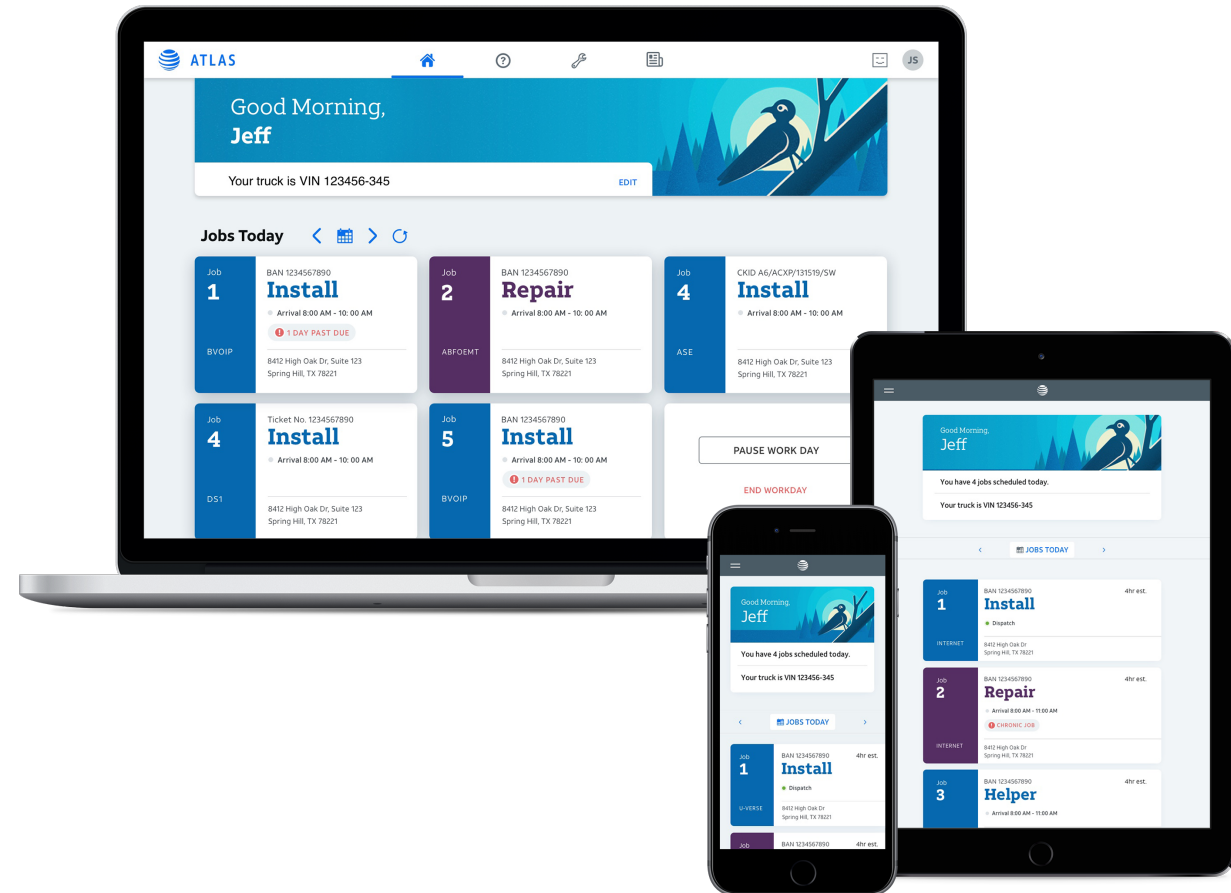 ATLAS
JS
Good Morning,
Jeff
Your truck is VIN 123456-345
EDIT
Jobs Today
Job
1
BVOIP
BAN 1234567890
Install
Arrival 8:00 AM - 10: 00 AM
1 DAY PAST DUE
8412 High Oak Dr, Suite 123
Spring Hill, TX 78221
Job
2
ABFOEMT
BAN 1234567890
Repair
Arrival 8:00 AM - 10: 00 AM
8412 High Oak Dr, Suite 123
Spring Hill, TX 78221
Job
4
ASE
CKID A6/ACXP/131519/SW
Install
Arrival 8:00 AM - 10: 00 AM
8412 High Oak Dr, Suite 123
Spring Hill, TX 78221
Job
4
DS1
Ticket No. 1234567890
Install
Arrival 8:00 AM - 10: 00 AM
8412 High Oak Dr, Suite 123
Spring Hill, TX 78221
Job
5
BVOIP
BAN 1234567890
Install
Arrival 8:00 AM - 10: 00 AM
1 DAY PAST DUE
8412 High Oak Dr, Suite 123
Spring Hill, TX 78221
PAUSE WORK DAY
END WORKDAY
Good Morning,
Jeff
You have 4 jobs scheduled today.
Your truck is VIN 123456-345
JOBS TODAY
Job
1
U-VERSE
BAN 1234567890
4hr est.
Install
Dispatch
8412 High Oak Dr
Spring Hill, TX 78221
Job
BAN 1234567890
4hr est.
Good Morning,
Jeff
You have 4 jobs scheduled today.
Your truck is VIN 123456-345
JOBS TODAY
Job
1
INTERNET
BAN 1234567890
4hr est.
Install
Dispatch
8412 High Oak Dr
Spring Hill, TX 78221
Job
2
INTERNET
BAN 1234567890
4hr est.
Repair
Arrival 8:00 AM - 11:00 AM
CHRONIC JOB
8412 High Oak Dr
Spring Hill, TX 78221
Job
3
BAN 1234567890
4hr est.
Helper
Arrival 8:00 AM - 11:00 AM